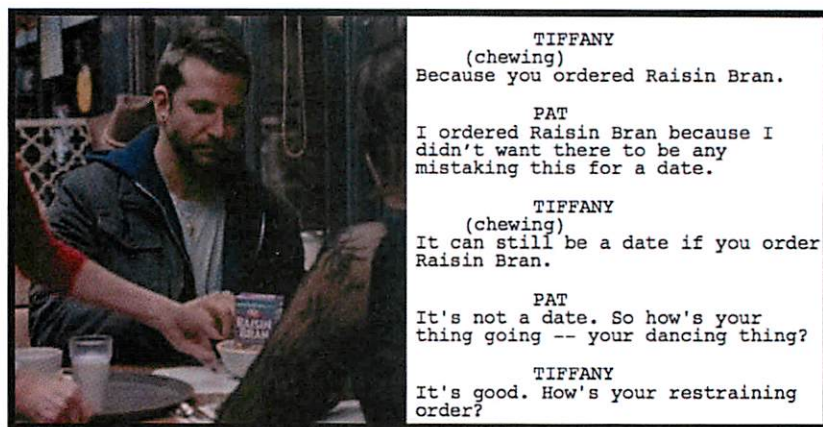 RAISIN
BRAN
TIFFANY
(chewing)
Because you ordered Raisin Bran.
PAT
I ordered Raisin Bran because I
didn't want there to be any
mistaking this for a date.
TIFFANY
(chewing)
It can still be a date if you order
Raisin Bran.
PAT
It's not a date. So how's your
thing going -- your dancing thing?
TIFFANY
It's good. How's your restraining
order?